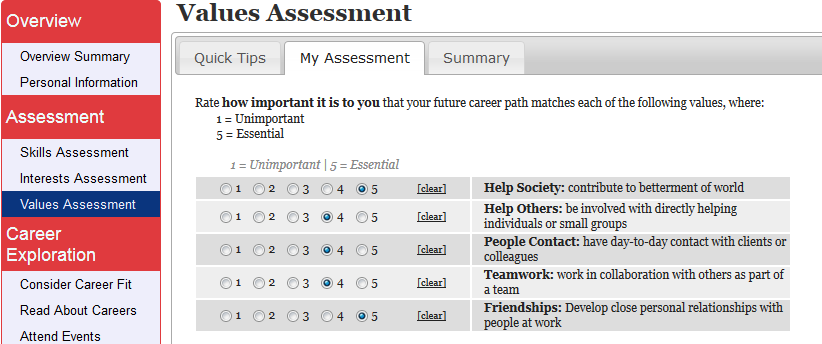 Overview
Overview Summary
Personal Information
Assessment
Skills Assessment
Interests Assessment
Values Assessment
Career
Exploration
Consider Career Fit
Read About Careers
Attend Events
Values Assessment
Quick Tips My Assessment Summary
Rate how important it is to you that your future career path matches each of the following values, where:
1 = Unimportant
5 = Essential
1 = Unimportant | 5 = Essential
1 2 3 4 5 [clear] Help Society: contribute to betterment of world
1 2 3 4 5 [clear] Help Others: be involved with directly helping
individuals or small groups
1 2 3 4 5 [clear] People Contact: have day-to-day contact with clients or
colleagues
1 2 3 4 5 [clear] Teamwork: work in collaboration with others as part of
a team
1 2 3 4 5 [clear] Friendships: Develop close personal relationships with
people at work